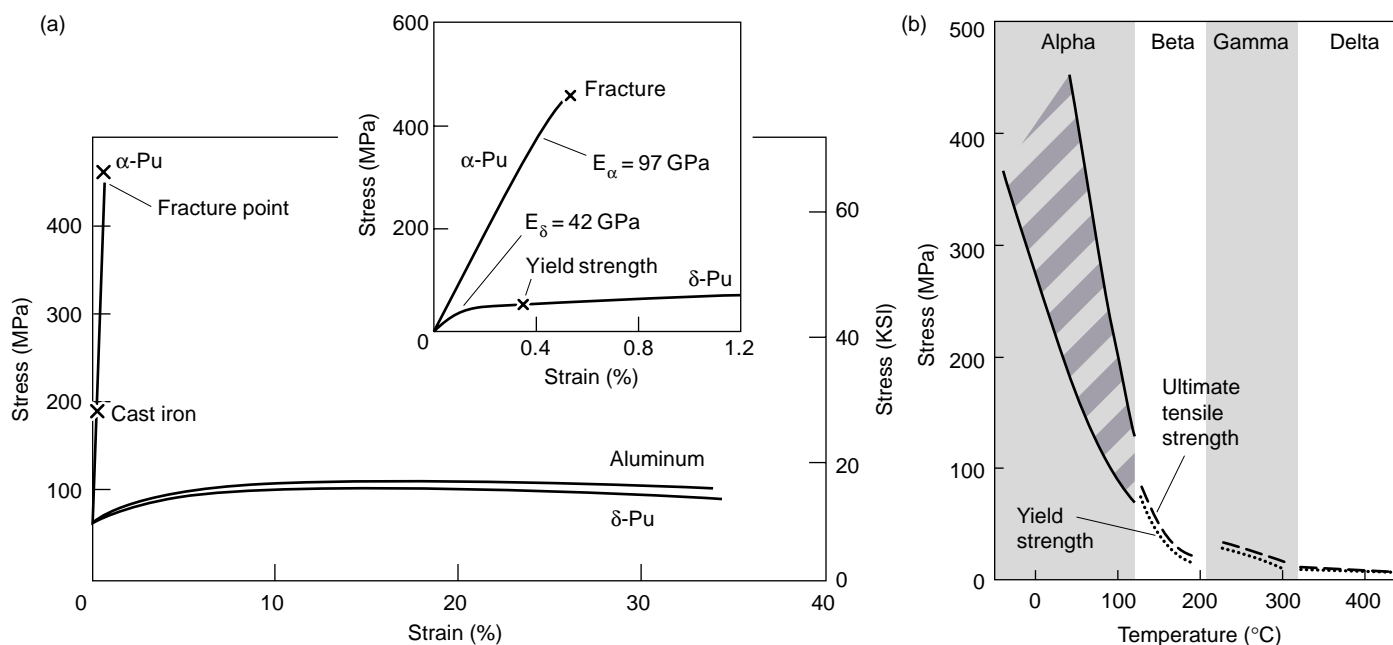 (a)
600
400
200
0
Stress (MPa)
0.4
0.8
1.2
Strain (%)
Fracture
α-Pu
Eα = 97 GPa
Eδ = 42 GPa
Yield strength
δ-Pu
α-Pu
Fracture point
Cast iron
Aluminum
δ-Pu
400
300
200
100
Stress (MPa)
0
10
20
30
40
Strain (%)
60
40
20
0
Stress (KSI)
(b)
500
400
300
200
100
0
Stress (MPa)
Alpha
Beta
Gamma
Delta
Ultimate
tensile
strength
Yield
strength
0
100
200
300
400
Temperature (°C)